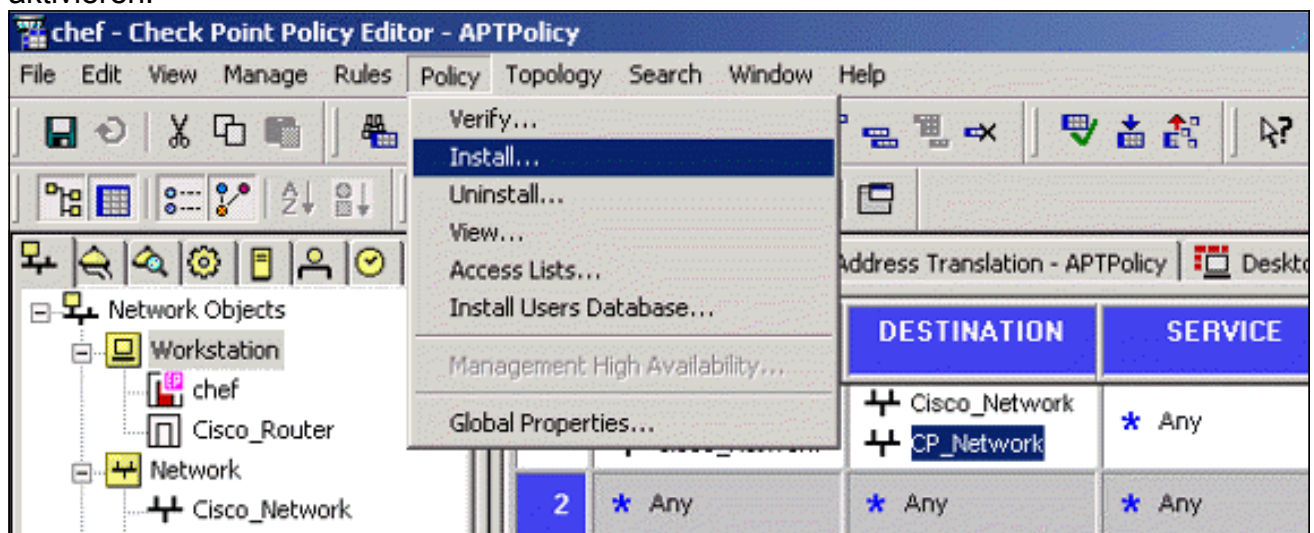 aktivieren.
chef - Check Point Policy Editor - APTPolicy
File Edit View Manage Rules Policy Topology Search Window Help
Verify...
Install...
Uninstall...
View...
Access Lists...
Install Users Database...
Management High Availability...
Global Properties...
Address Translation - APTPolicy
Network Objects
Workstation
chef
Cisco_Router
Network
Cisco_Network
DESTINATION SERVICE
Cisco_Network
CP_Network
* Any
2 * Any * Any * Any